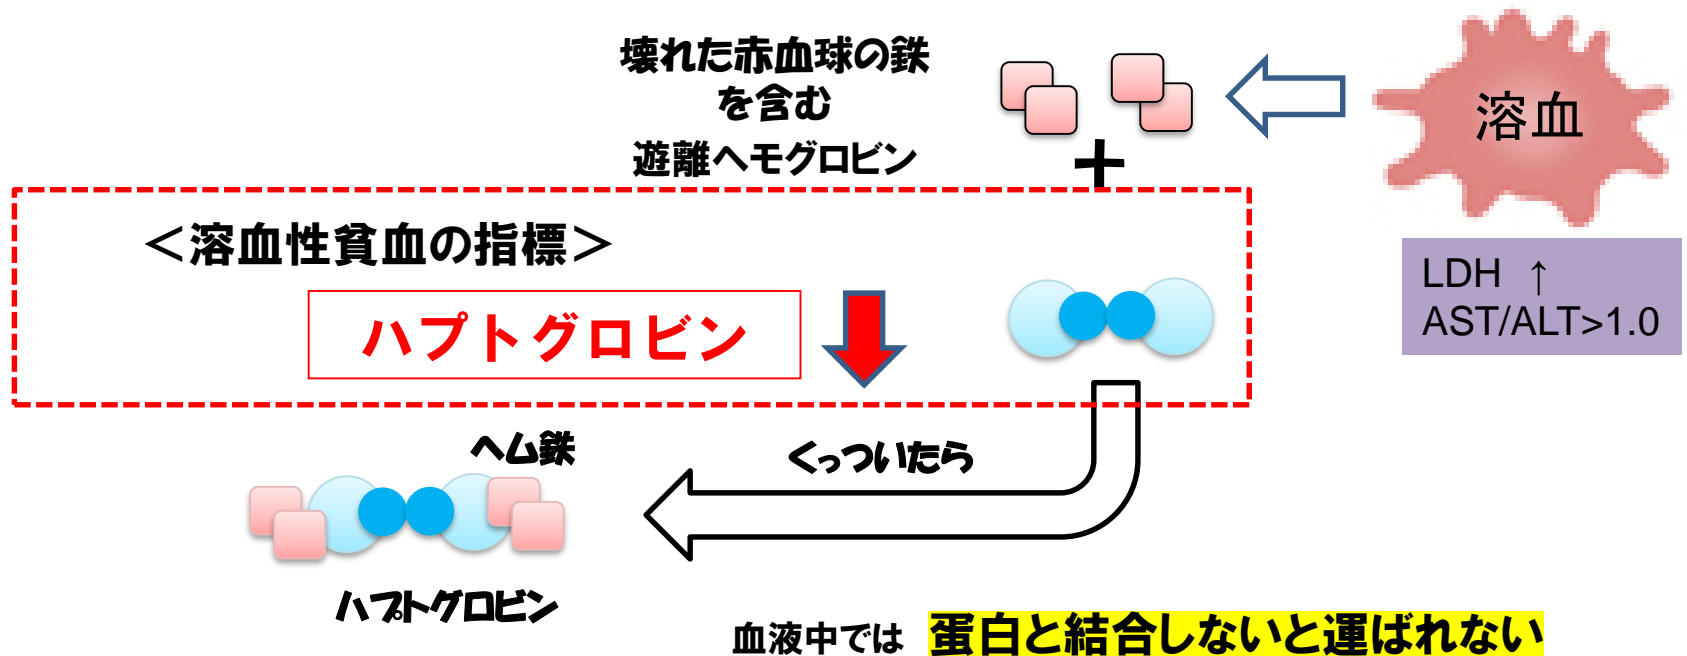 壊れた赤血球の鉄
を含む
遊離ヘモグロビン
+
溶血
LDH ↑
AST/ALT>1.0
＜溶血性貧血の指標＞
ハプトグロビン
ヘム鉄
くっついたら
ハプトグロビン
血液中では 蛋白と結合しないと運ばれない